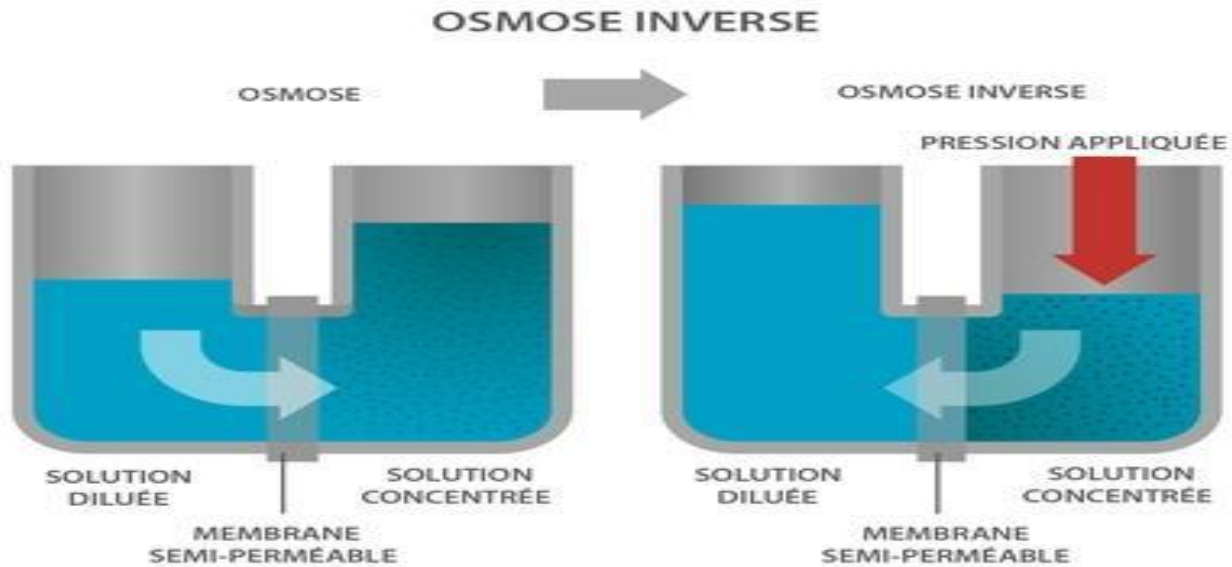 OSMOSE INVERSE
OSMOSE
OSMOSE INVERSE
PRESSION APPLIQUÉE
SOLUTION
DILUÉE
SOLUTION
CONCENTRÉE
MEMBRANE
SEMI-PERMÉABLE
SOLUTION
DILUÉE
SOLUTION
CONCENTRÉE
MEMBRANE
SEMI-PERMÉABLE